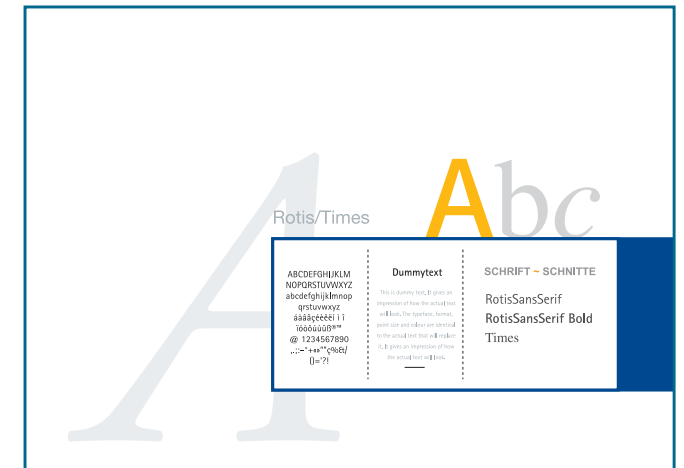 A
Abc
Rotis/Times
ABCDEFGHIJKLM
NOPQRSTUVWXYZ
abcdefghijklmnop
qrstuvwxyz
@ 1234567890
()='?!
Dummytext
This is dummy text, it gives an
impression of how the actual text
will look. The typeface, format,
point size and colour are identical
to the actual text that will replace
it, it gives an impression of how
the actual text will look.
SCHRIFT ~ SCHNITTE
RotisSansSerif
RotisSansSerif Bold
Times